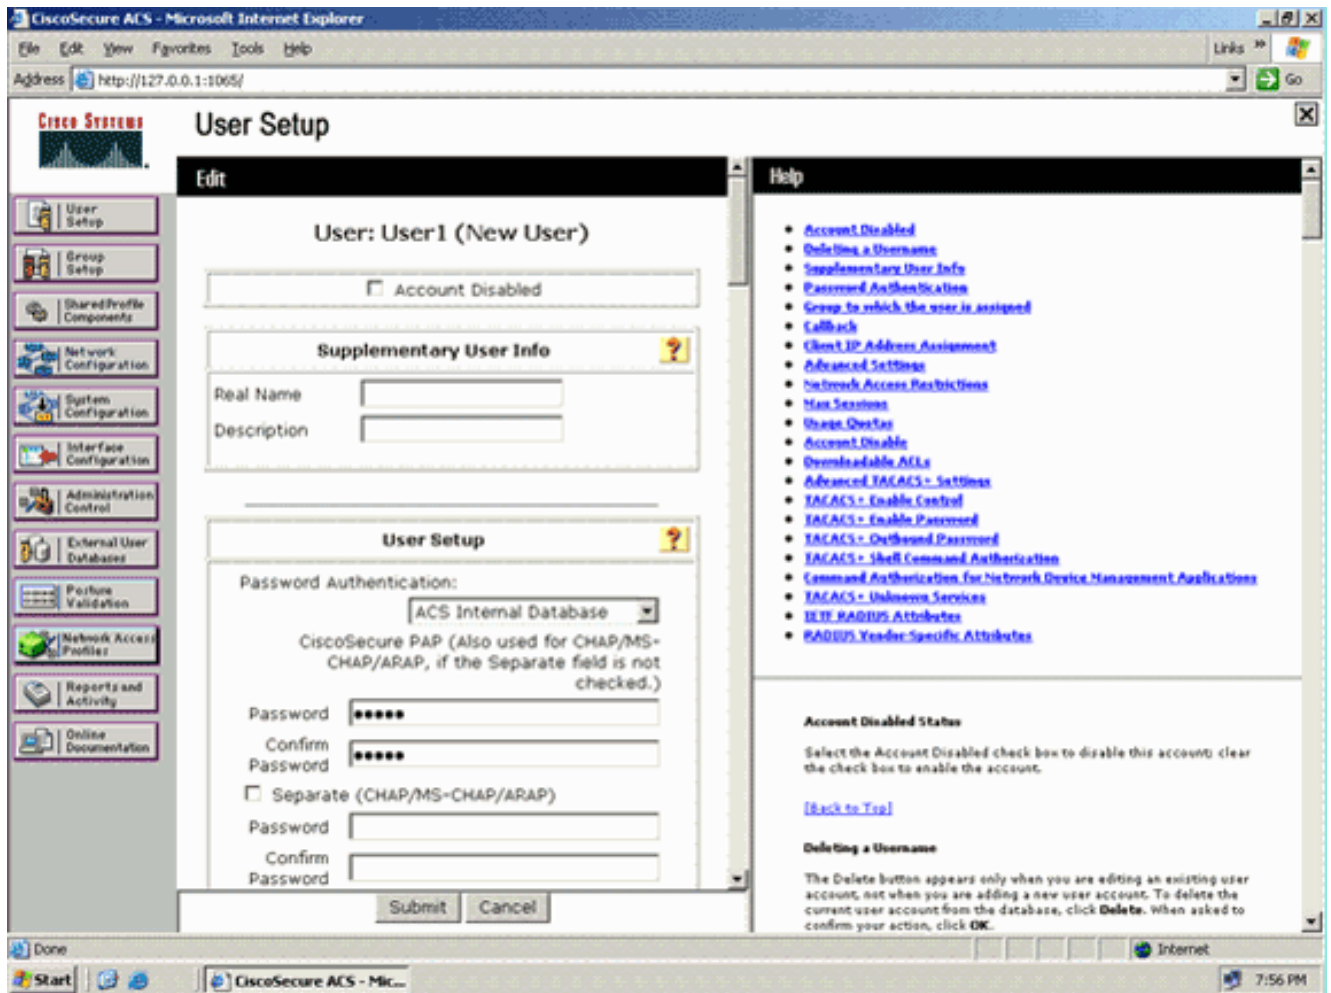 CiscoSecure ACS - Microsoft Internet Explorer
File Edit View Favorites Tools Help
Links »
Address http://127.0.0.1:1065/
Go
CISCO SYSTEMS
User Setup
Edit
Help
User Setup
Group Setup
Shared Profile Components
Network Configuration
System Configuration
Interface Configuration
Administration Control
External User Databases
Posture Validation
Network Access Profiles
Reports and Activity
Online Documentation
User: User1 (New User)
Account Disabled
Supplementary User Info
?
Real Name
Description
User Setup
?
Password Authentication:
ACS Internal Database
CiscoSecure PAP (Also used for CHAP/MS-
CHAP/ARAP, if the Separate field is not
checked.)
Password •••••
Confirm Password •••••
Separate (CHAP/MS-CHAP/ARAP)
Password
Confirm Password
Submit Cancel
Account Disabled
Deleting a Username
Supplementary User Info
Password Authentication
Group to which the user is assigned
Callback
Client IP Address Assignment
Advanced Settings
Network Access Restrictions
Max Sessions
Usage Quotas
Account Disable
Downloadable ACLs
Advanced TACACS+ Settings
TACACS+ Enable Control
TACACS+ Enable Password
TACACS+ Outbound Password
TACACS+ Shell Command Authorization
Command Authorization for Network Device Management Applications
TACACS+ Unknown Services
IETF RADIUS Attributes
RADIUS Vendor-Specific Attributes
Account Disabled Status
Select the Account Disabled check box to disable this account; clear
the check box to enable the account.
[Back to Top]
Deleting a Username
The Delete button appears only when you are editing an existing user
account, not when you are adding a new user account. To delete the
current user account from the database, click Delete. When asked to
confirm your action, click OK.
Done
Internet
Start
CiscoSecure ACS - Mic...
7:56 PM